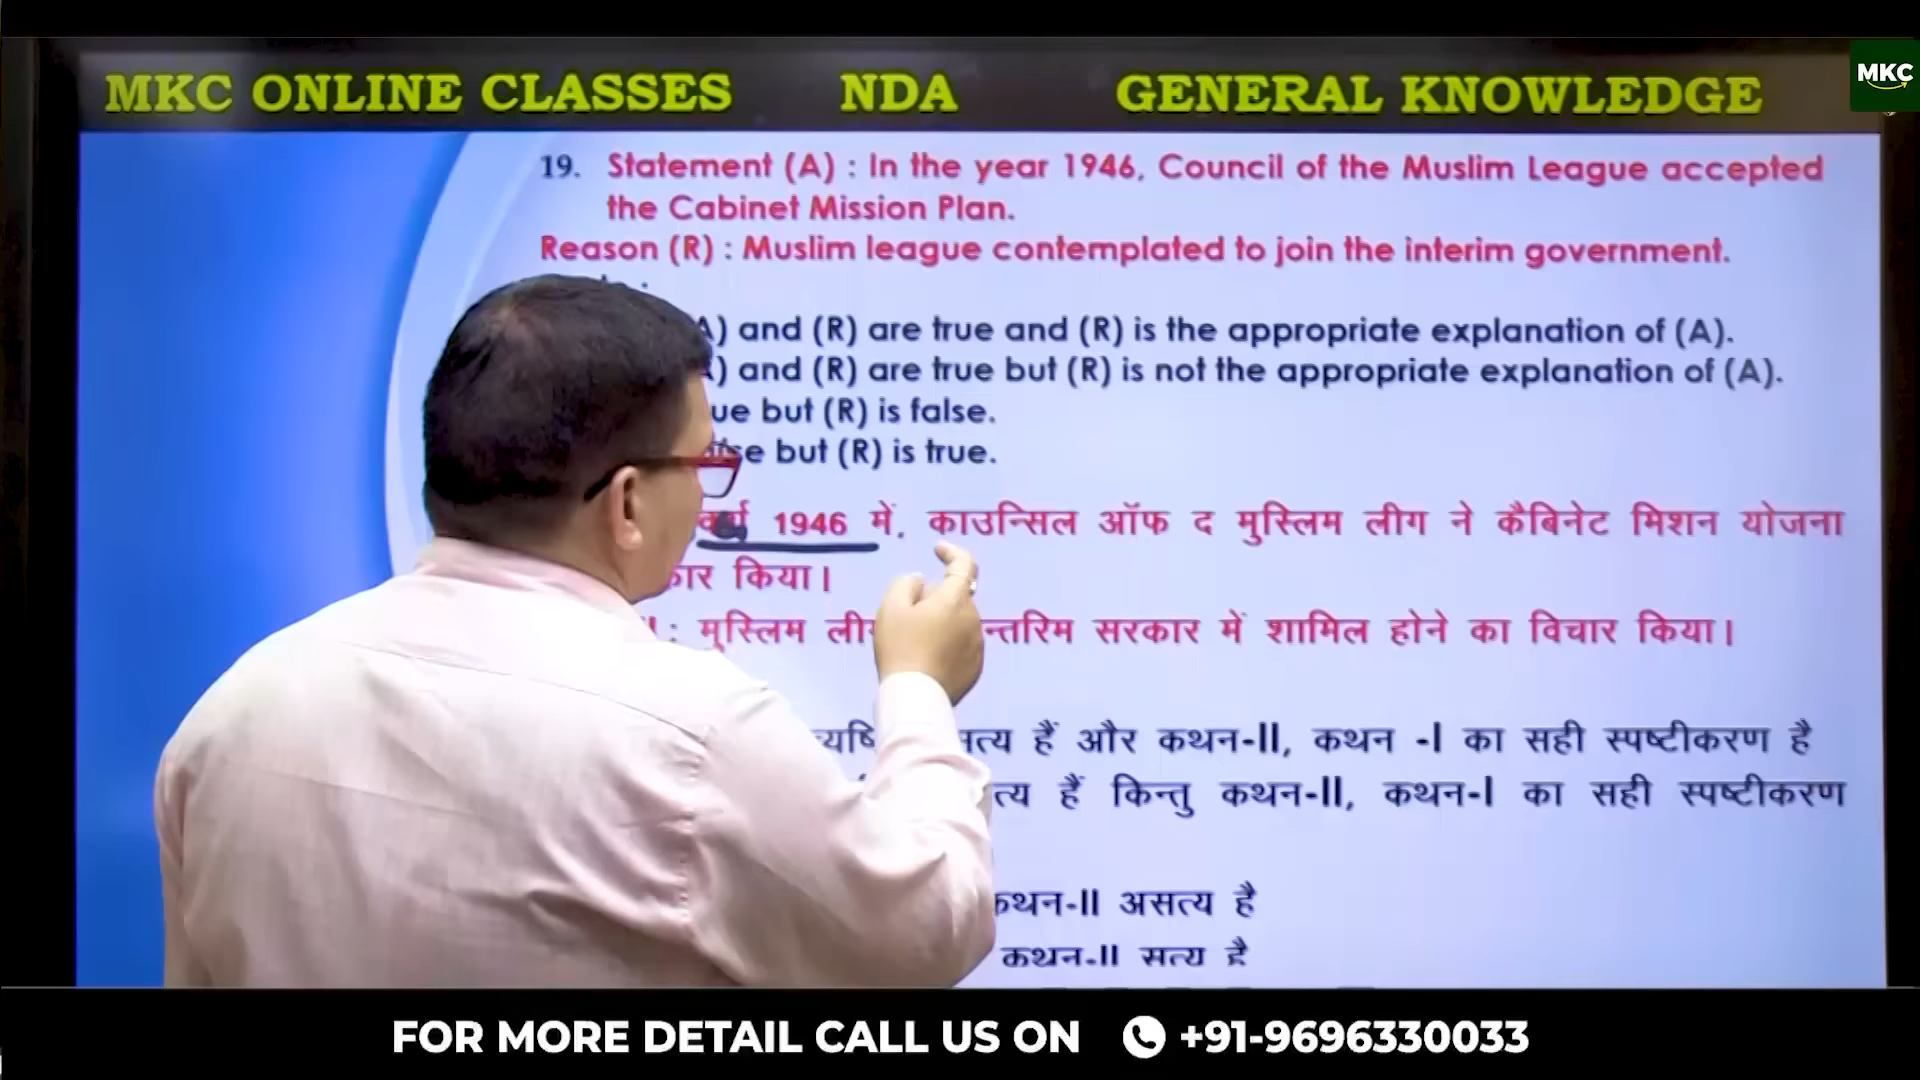 MKC ONLINE CLASSES NDA GENERAL KNOWLEDGE
MKC
19. Statement (A) : In the year 1946, Council of the Muslim League accepted
the Cabinet Mission Plan.
Reason (R) : Muslim league contemplated to join the interim government.
and (R) are true and (R) is the appropriate explanation of (A).
and (R) are true but (R) is not the appropriate explanation of (A).
but (R) is false.
but (R) is true.
वर्ष 1946 में, काउन्सिल ऑफ द मुस्लिम लीग ने कैबिनेट मिशन योजना
किया।
मुस्लिम सरकार में शामिल होने का विचार किया।
हैं और कथन-II, कथन -I का सही स्पष्टीकरण है
हैं किन्तु कथन-II, कथन-I का सही स्पष्टीकरण
कथन-II असत्य है
कथन-II सत्य है
FOR MORE DETAIL CALL US ON +91-9696330033